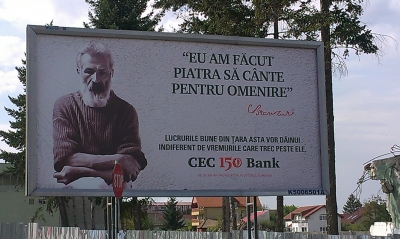 “EU AM FĂCUT
PIATRA SĂ CÂNTE
PENTRU OMENIRE”
LUCRURILE BUNE DIN ŢARA ASTA VOR DĂINUI.
INDIFERENT DE VREMURILE CARE TREC PESTE ELE.
CEC 150 Bank
K5006501A